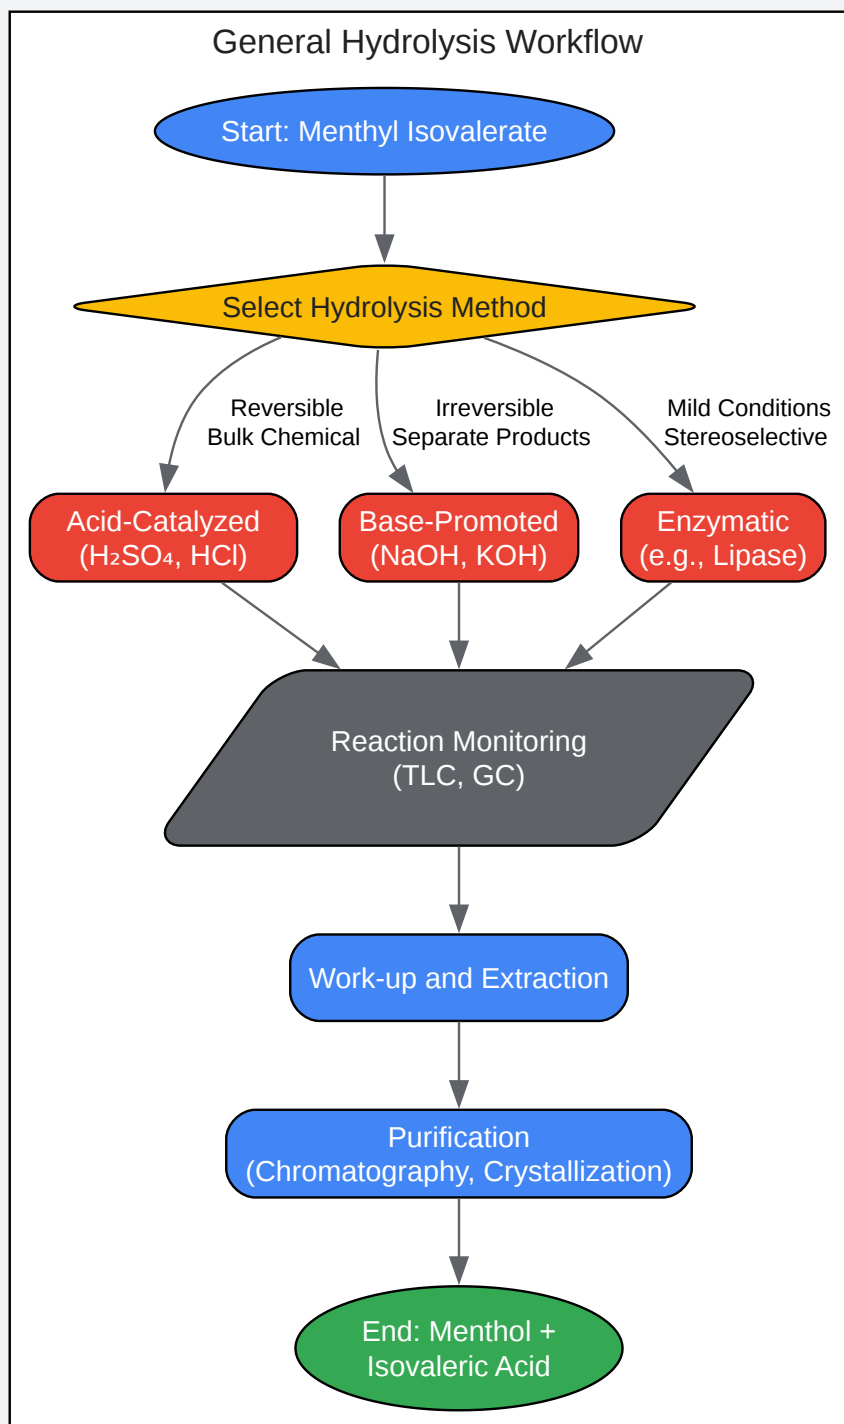 General Hydrolysis Workflow
Start: Menthyl Isovalerate
Select Hydrolysis Method
Reversible
Bulk Chemical
Irreversible
Separate Products
Mild Conditions
Stereoselective
Acid-Catalyzed
(H₂SO₄, HCl)
Base-Promoted
(NaOH, KOH)
Enzymatic
(e.g., Lipase)
Reaction Monitoring
(TLC, GC)
Work-up and Extraction
Purification
(Chromatography, Crystallization)
End: Menthol +
Isovaleric Acid